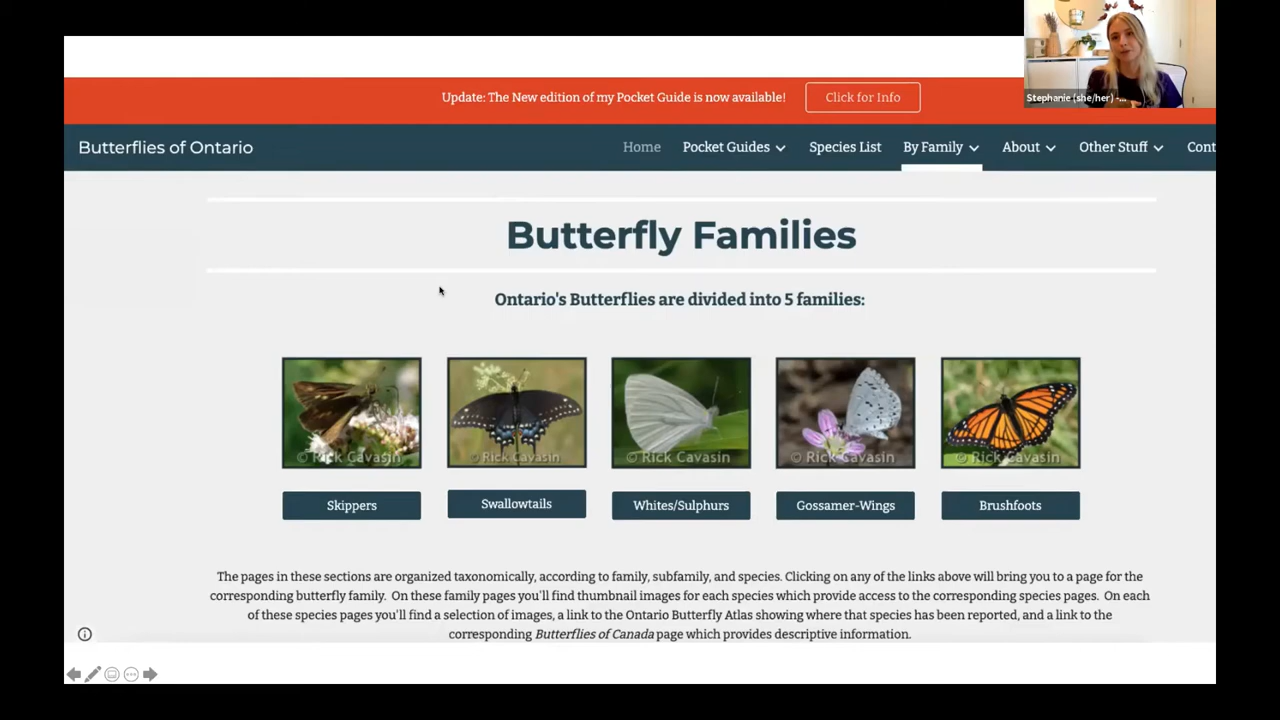 Update: The New edition of my Pocket Guide is now available!
Click for Info
Stephanie (she/her) -...
Butterflies of Ontario
Home
Pocket Guides
Species List
By Family
About
Other Stuff
Cont
Butterfly Families
Ontario's Butterflies are divided into 5 families:
© Rick Cavasin
© Rick Cavasin
© Rick Cavasin
© Rick Cavasin
© Rick Cavasin
Skippers
Swallowtails
Whites/Sulphurs
Gossamer-Wings
Brushfoots
The pages in these sections are organized taxonomically, according to family, subfamily, and species. Clicking on any of the links above will bring you to a page for the
corresponding butterfly family. On these family pages you'll find thumbnail images for each species which provide access to the corresponding species pages. On each
of these species pages you'll find a selection of images, a link to the Ontario Butterfly Atlas showing where that species has been reported, and a link to the
corresponding Butterflies of Canada page which provides descriptive information.